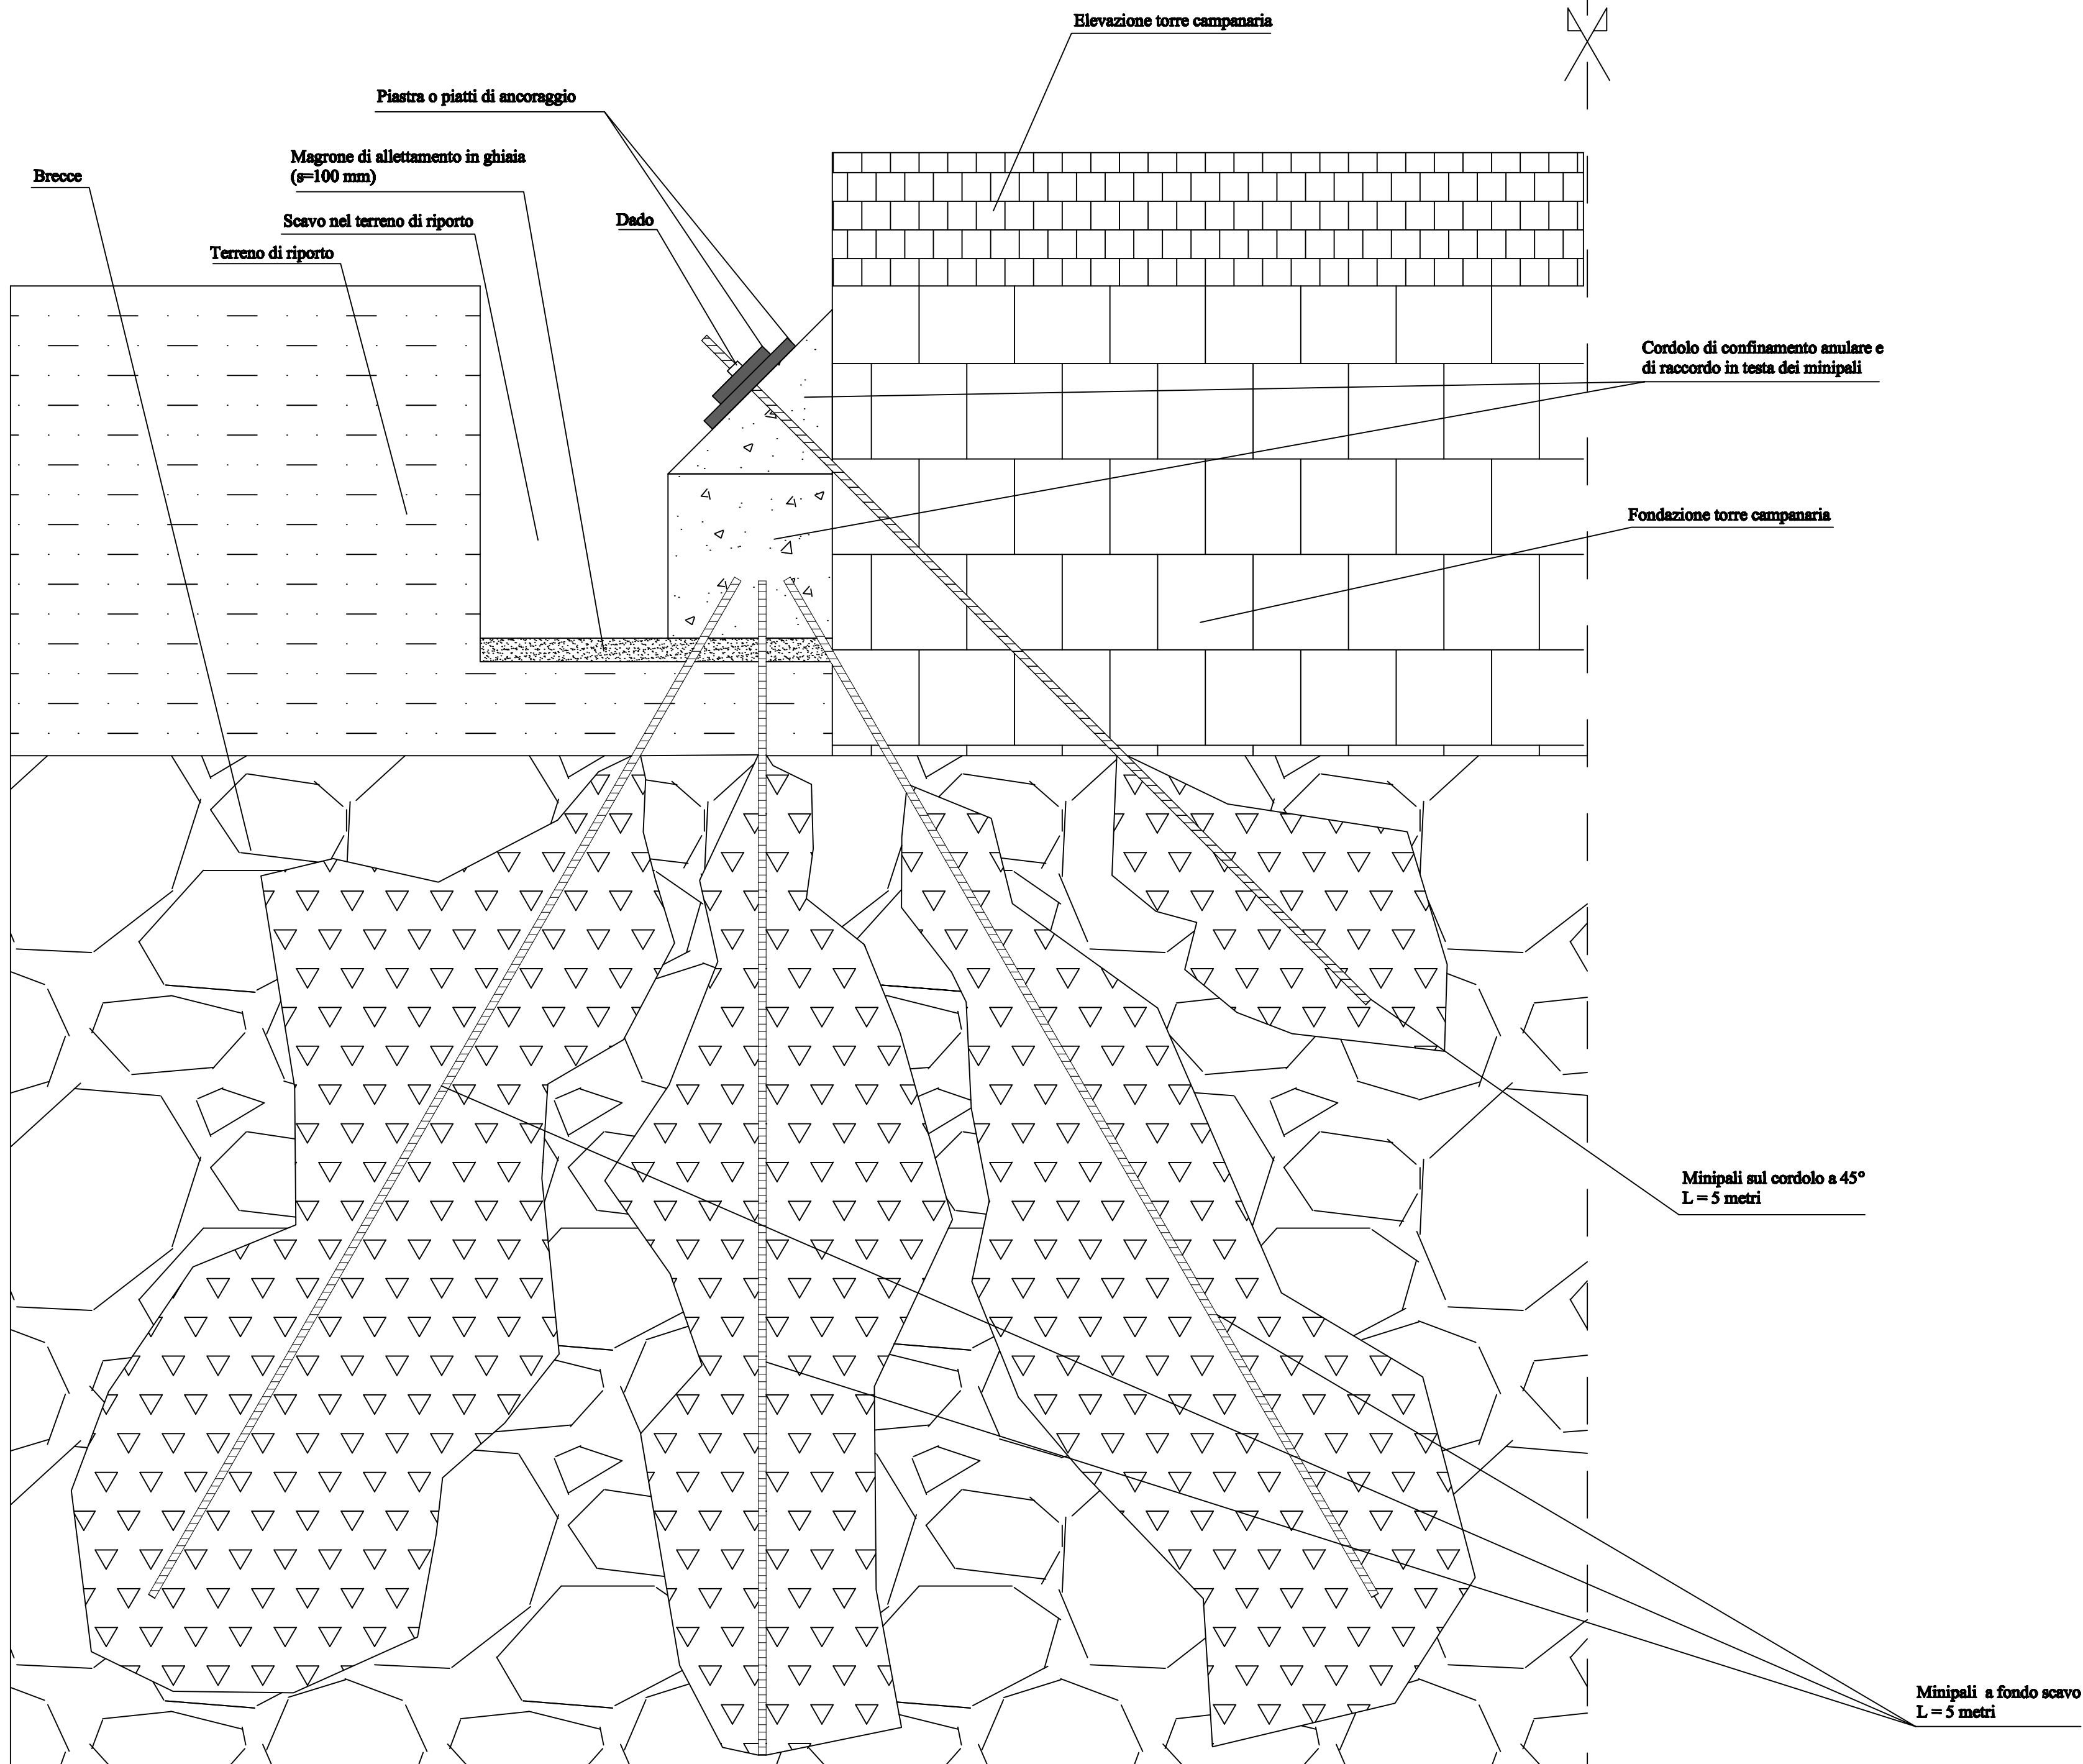 Elevazione torre campanaria
Piastra o piatti di ancoraggio
Magrone di allettamento in ghiaia
(s=100 mm)
Brecce
Scavo nel terreno di riporto
Dado
Terreno di riporto
Cordolo di confinamento anulare e
di raccordo in testa dei minipali
Fondazione torre campanaria
Minipali sul cordolo a 45°
L = 5 metri
Minipali a fondo scavo
L = 5 metri